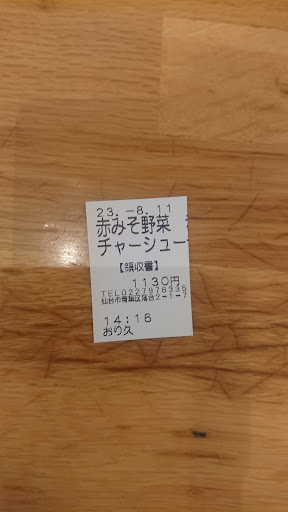 23.-8.11
赤みそ野菜
チャーシュー
【領収書】
1130円
TEL0227976335
仙台市青葉区落合2-1-7
14:16
おり久